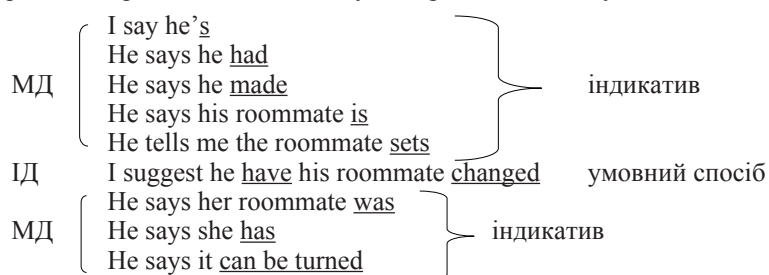 I say he's
He says he had
МД He says he made індикатив
He says his roommate is
He tells me the roommate sets
ІД I suggest he have his roommate changed умовний спосіб
He says her roommate was
МД He says she has індикатив
He says it can be turned